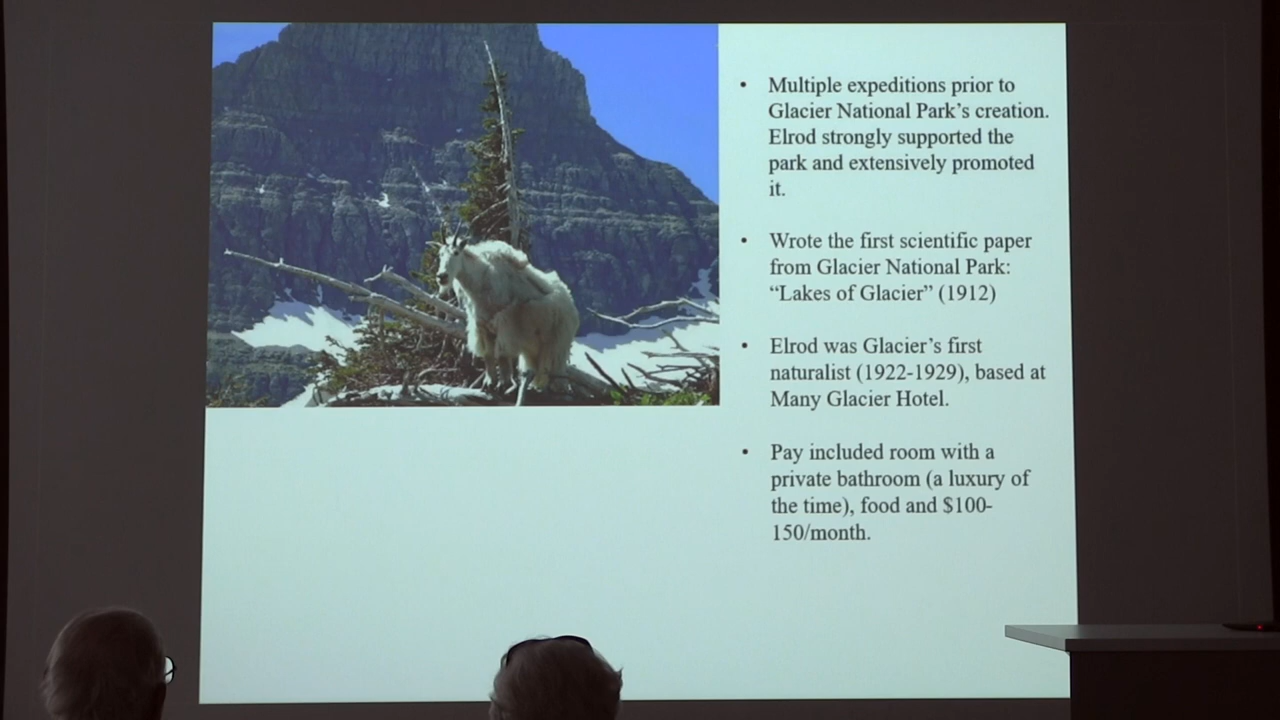 • Multiple expeditions prior to
Glacier National Park's creation.
Elrod strongly supported the
park and extensively promoted
it.
• Wrote the first scientific paper
from Glacier National Park:
“Lakes of Glacier” (1912)
• Elrod was Glacier's first
naturalist (1922-1929), based at
Many Glacier Hotel.
• Pay included room with a
private bathroom (a luxury of
the time), food and $100-
150/month.